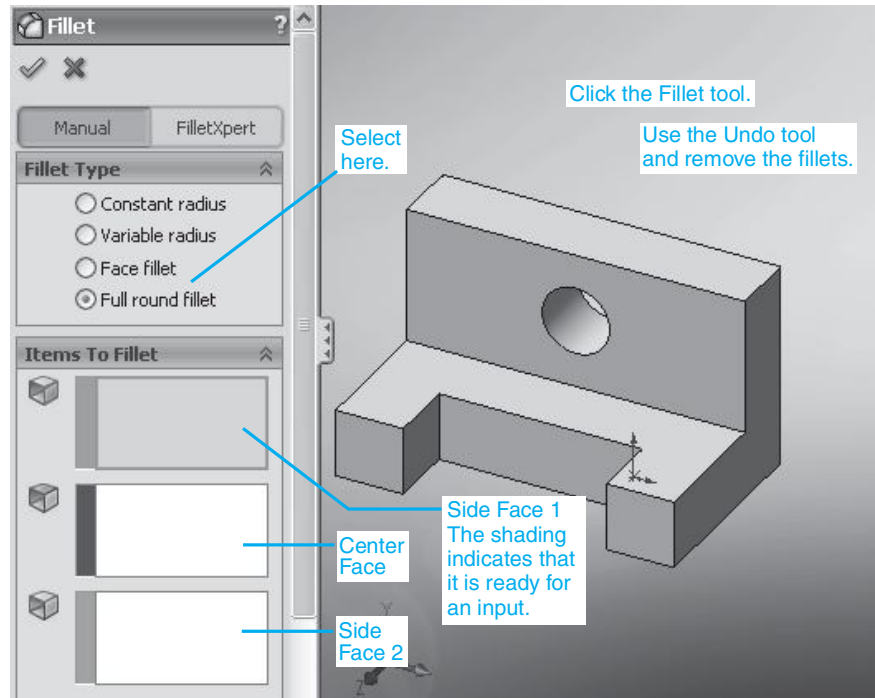 Fillet ?
Manual FilletXpert
Fillet Type
Constant radius
Variable radius
Face fillet
Full round fillet
Items To Fillet
Select
here.
Click the Fillet tool.
Use the Undo tool
and remove the fillets.
Side Face 1
The shading
indicates that
it is ready for
an input.
Center
Face
Side
Face 2
Y
Z